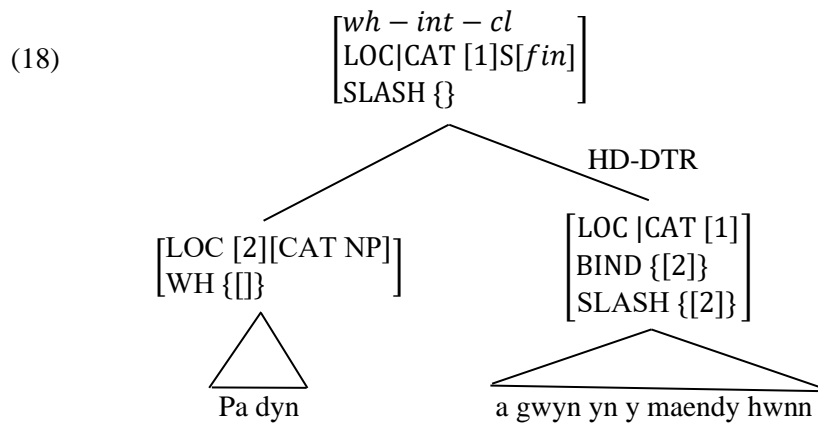 (18)
wh – int – cl
LOC|CAT [1]S[fin]
SLASH {}
HD-DTR
LOC [2][CAT NP]
WH {[]}
LOC |CAT [1]
BIND {[2]}
SLASH {[2]}
Pa dyn
a gwyn yn y maendy hwnn